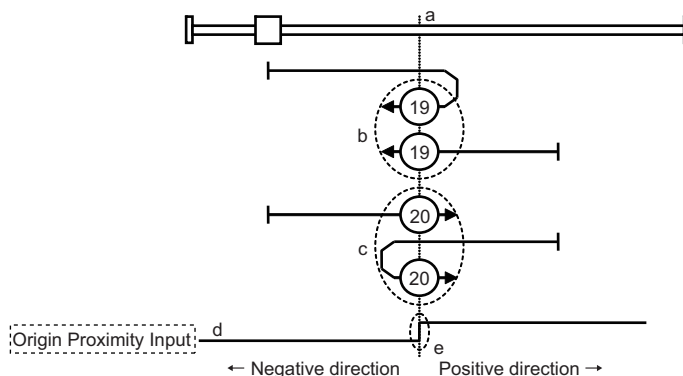 a
19
b
19
20
c
20
Origin Proximity Input
d
e
← Negative direction
Positive direction →